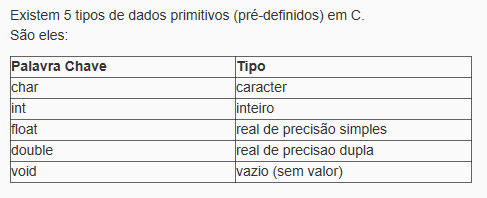 Existem 5 tipos de dados primitivos (pré-definidos) em C.
São eles:
Palavra Chave Tipo
char caracter
int inteiro
float real de precisão simples
double real de precisao dupla
void vazio (sem valor)